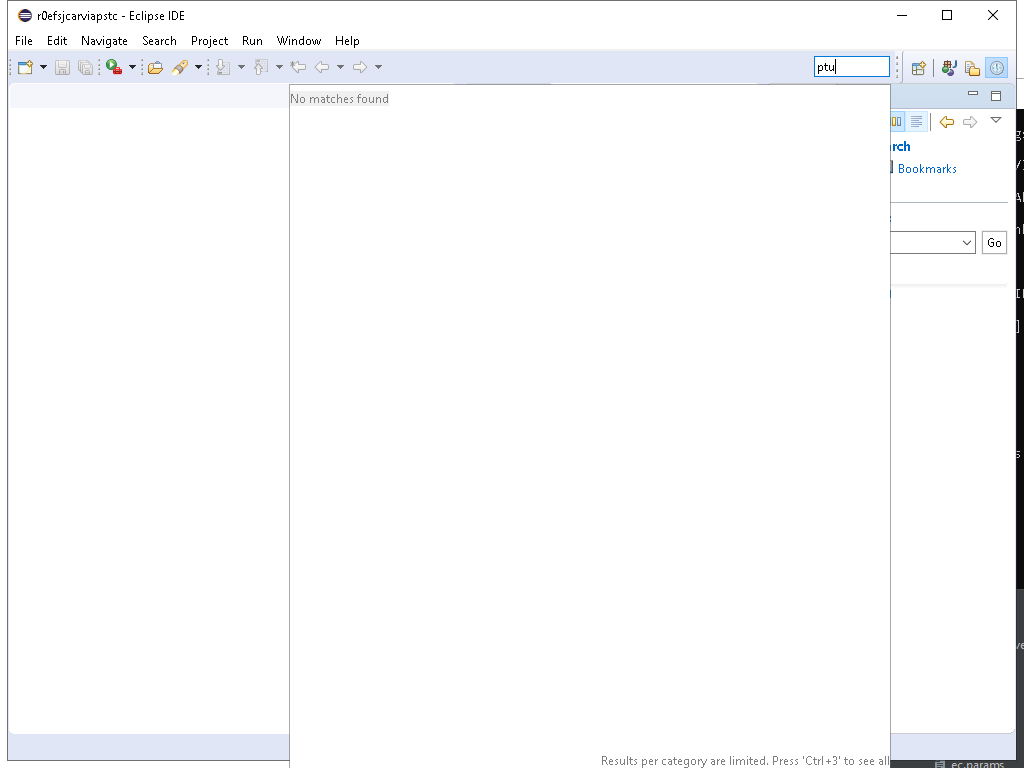 r0efsjcarviapstc - Eclipse IDE
File Edit Navigate Search Project Run Window Help
ptu
No matches found
rch
Bookmarks
Go
Results per category are limited. Press 'Ctrl+3' to see all
ec.params